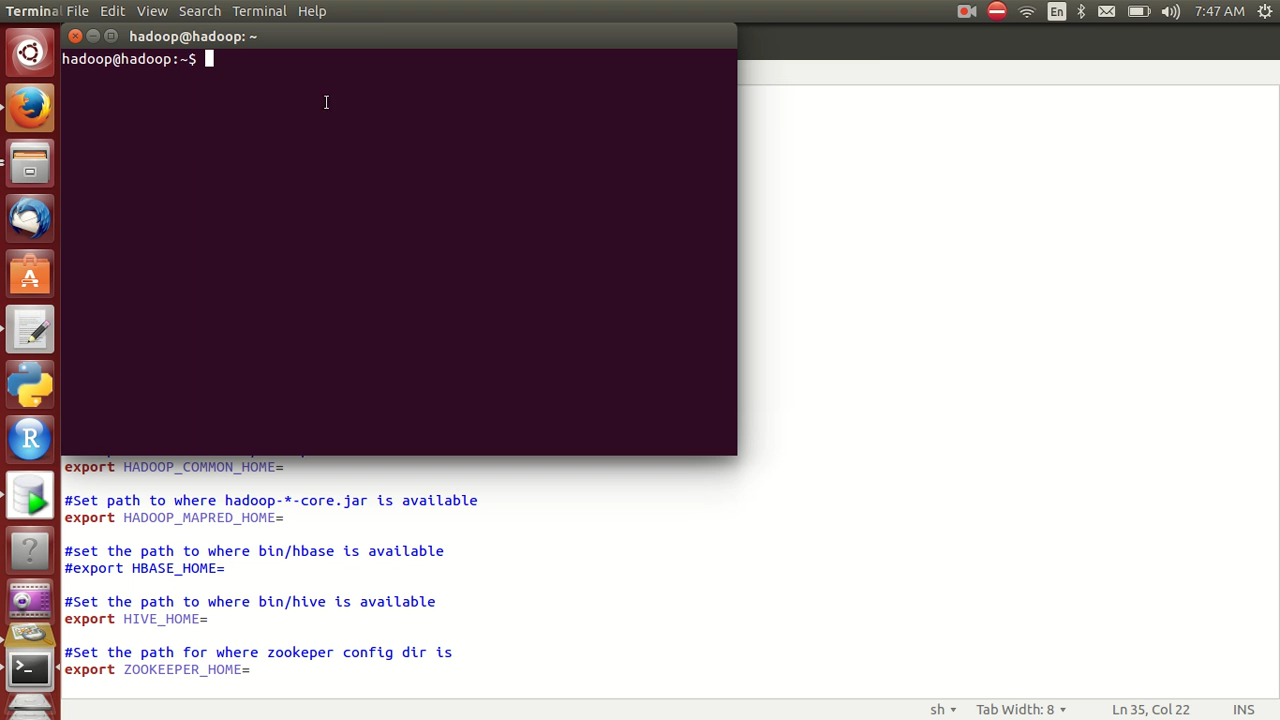 Terminal File Edit View Search Terminal Help
En
7:47 AM
hadoop@hadoop: ~
hadoop@hadoop:~$
export HADOOP_COMMON_HOME=
#Set path to where hadoop-*-core.jar is available
export HADOOP_MAPRED_HOME=
#set the path to where bin/hbase is available
#export HBASE_HOME=
#Set the path to where bin/hive is available
export HIVE_HOME=
#Set the path for where zookeper config dir is
export ZOOKEEPER_HOME=
sh
Tab Width: 8
Ln 35, Col 22
INS